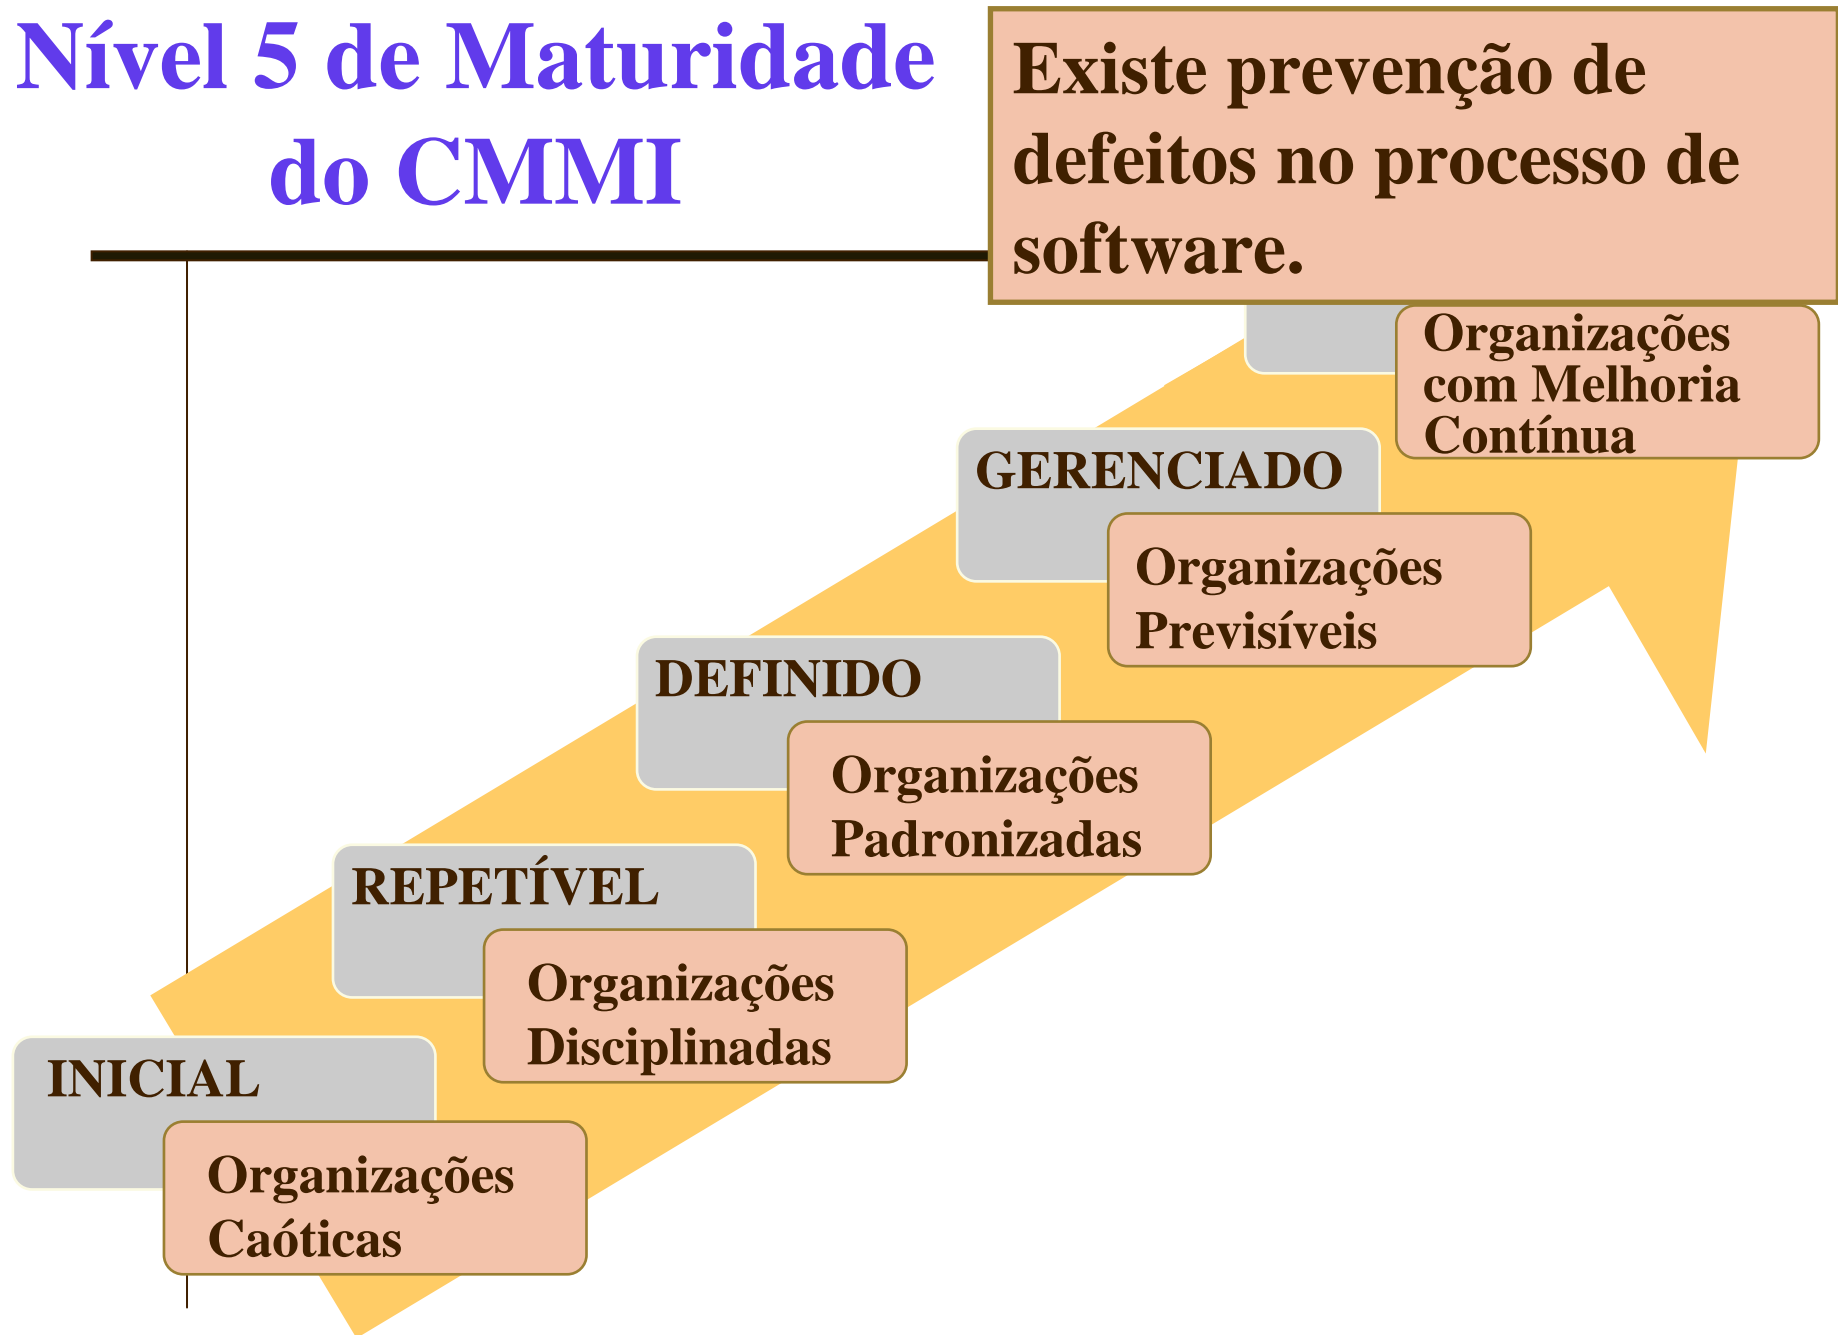 Nível 5 de Maturidade
do CMMI
Existe prevenção de
defeitos no processo de
software.
Organizações
com Melhoria
Contínua
GERENCIADO
Organizações
Previsíveis
DEFINIDO
Organizações
Padronizadas
REPETÍVEL
Organizações
Disciplinadas
INICIAL
Organizações
Caóticas